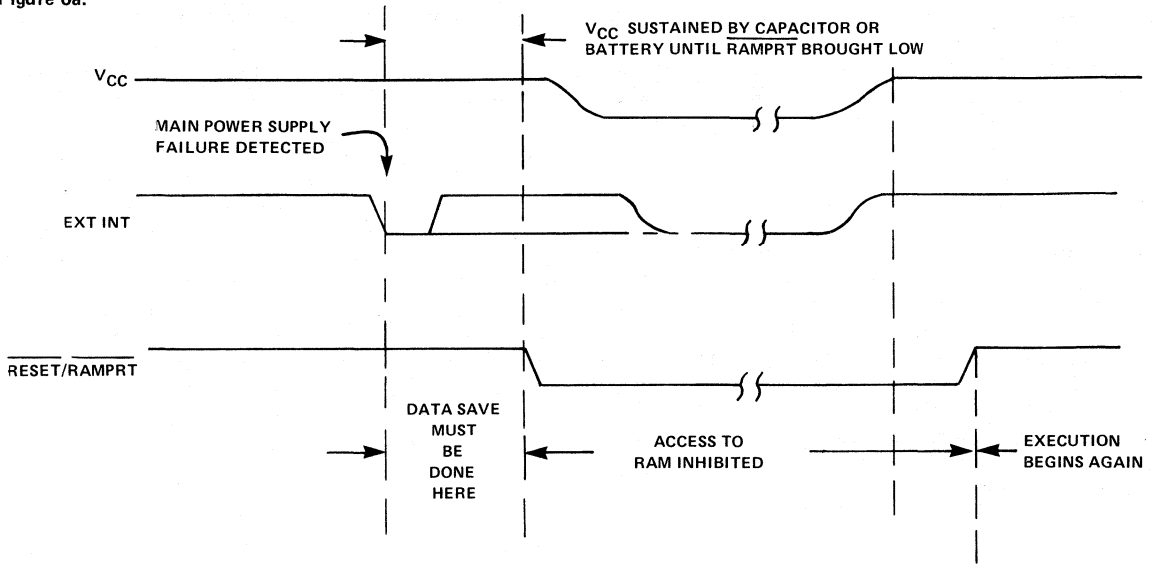 Figure 6a.
VCC SUSTAINED BY CAPACITOR OR
BATTERY UNTIL RAMPRT BROUGHT LOW
VCC
MAIN POWER SUPPLY
FAILURE DETECTED
EXT INT
RESET/RAMPRT
DATA SAVE
MUST
BE
DONE
HERE
ACCESS TO
RAM INHIBITED
EXECUTION
BEGINS AGAIN